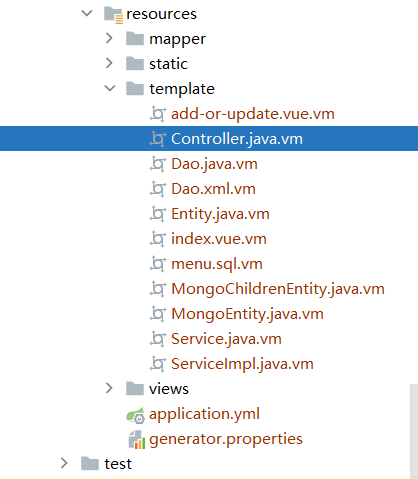 resources
mapper
static
template
add-or-update.vue.vm
Controller.java.vm
Dao.java.vm
Dao.xml.vm
Entity.java.vm
index.vue.vm
menu.sql.vm
MongoChildrenEntity.java.vm
MongoEntity.java.vm
Service.java.vm
ServiceImpl.java.vm
views
application.yml
generator.properties
test